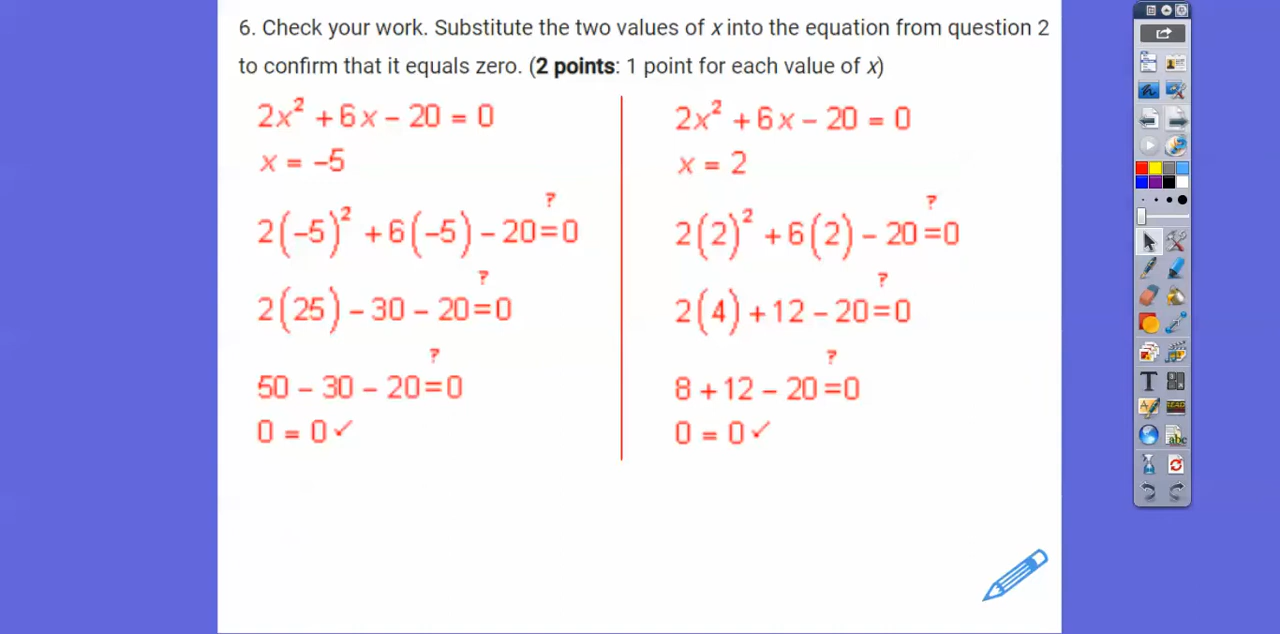 6. Check your work. Substitute the two values of x into the equation from question 2
to confirm that it equals zero. (2 points: 1 point for each value of x)
2x² + 6x − 20 = 0
x = −5
2(−5)² + 6(−5) − 20 ≟ 0
2(25) − 30 − 20 ≟ 0
50 − 30 − 20 ≟ 0
0 = 0 ✓
2x² + 6x − 20 = 0
x = 2
2(2)² + 6(2) − 20 ≟ 0
2(4) + 12 − 20 ≟ 0
8 + 12 − 20 ≟ 0
0 = 0 ✓